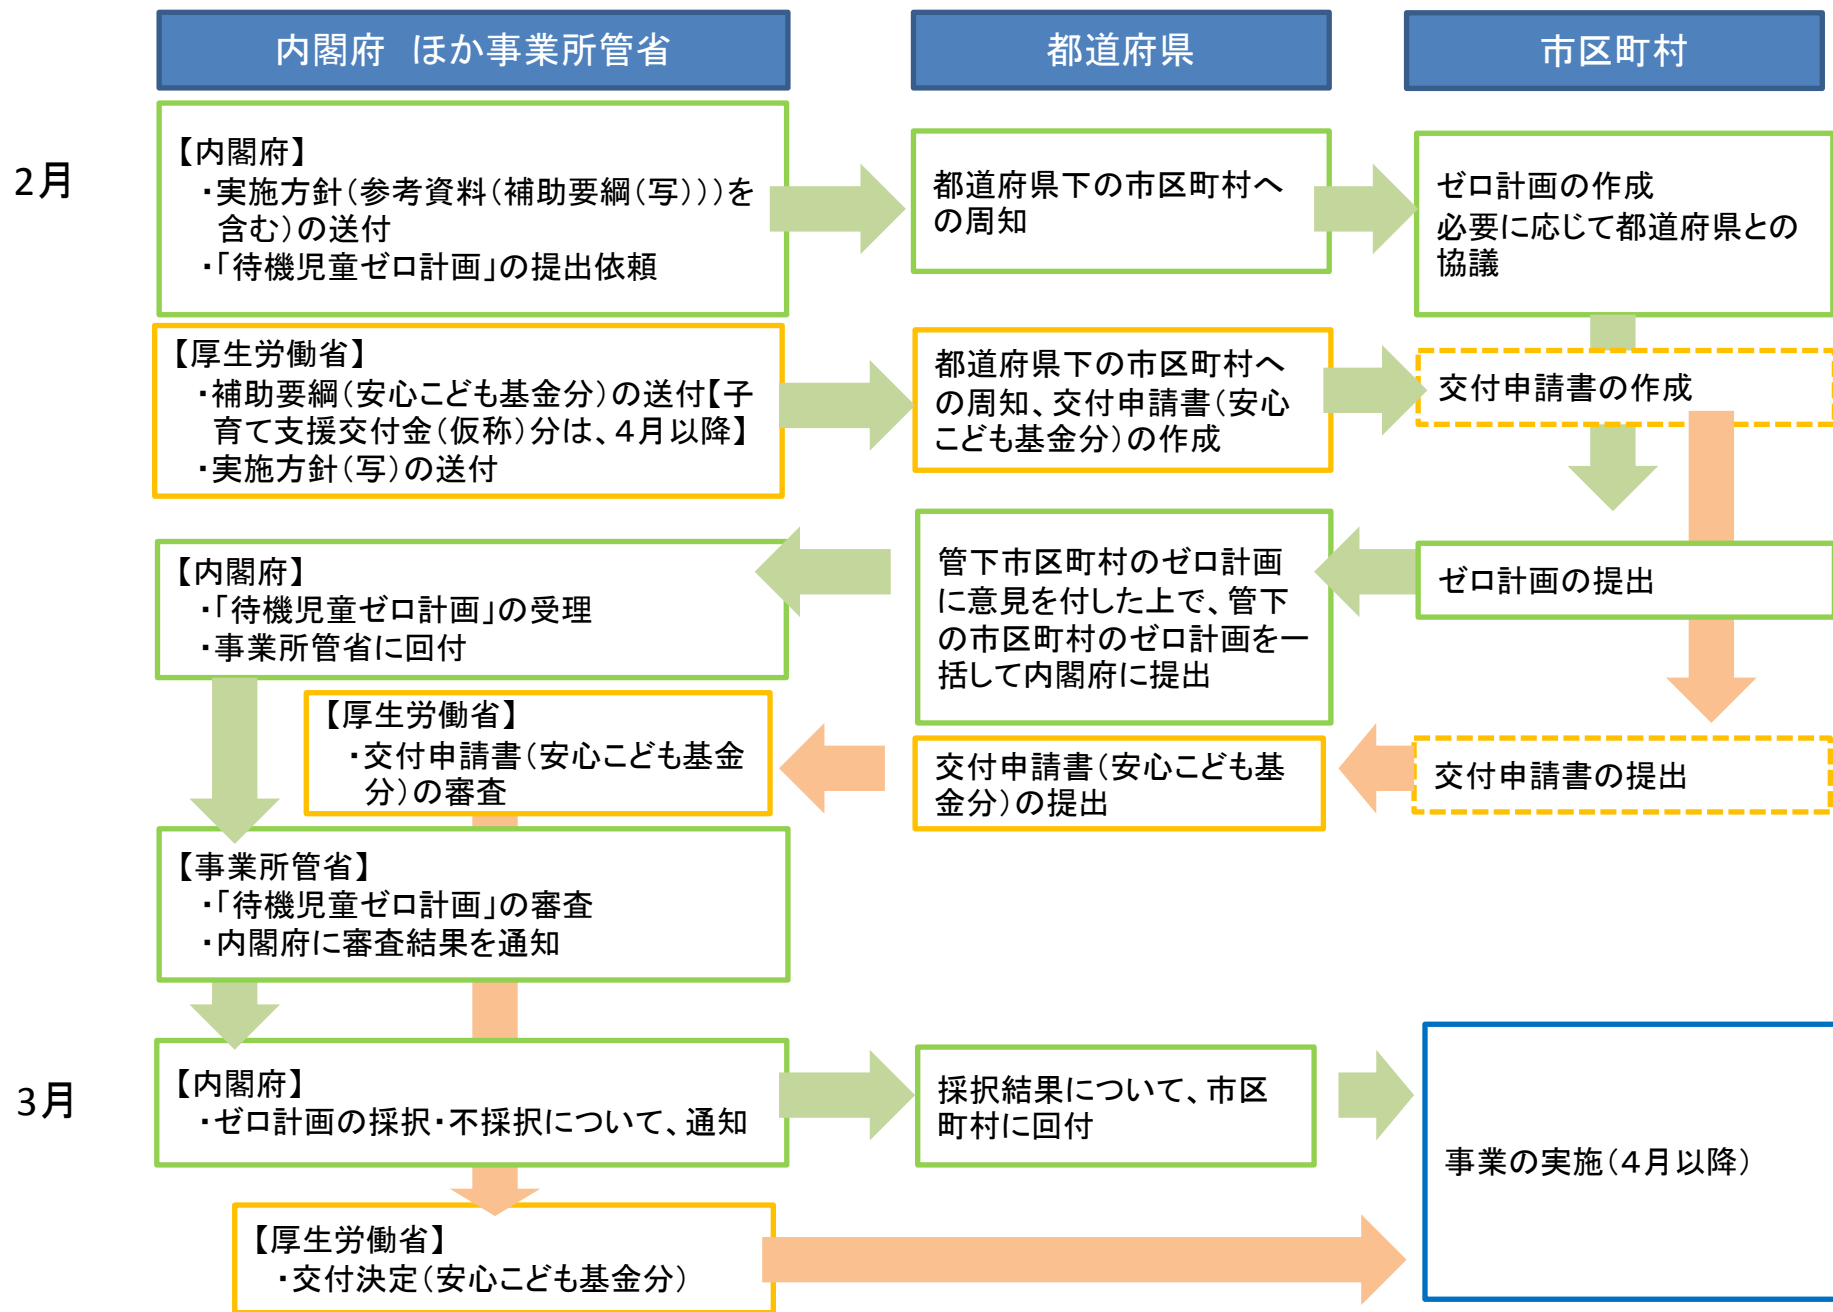 内閣府　ほか事業所管省
都道府県
市区町村
2月
【内閣府】
・実施方針（参考資料（補助要綱（写）））を
含む）の送付
・「待機児童ゼロ計画」の提出依頼
都道府県下の市区町村へ
の周知
ゼロ計画の作成
必要に応じて都道府県との
協議
【厚生労働省】
・補助要綱（安心こども基金分）の送付【子
育て支援交付金（仮称）分は、４月以降】
・実施方針（写）の送付
都道府県下の市区町村へ
の周知、交付申請書（安心
こども基金分）の作成
交付申請書の作成
【内閣府】
・「待機児童ゼロ計画」の受理
・事業所管省に回付
管下市区町村のゼロ計画
に意見を付した上で、管下
の市区町村のゼロ計画を一
括して内閣府に提出
ゼロ計画の提出
【厚生労働省】
・交付申請書（安心こども基金
分）の審査
交付申請書（安心こども基
金分）の提出
交付申請書の提出
【事業所管省】
・「待機児童ゼロ計画」の審査
・内閣府に審査結果を通知
3月
【内閣府】
・ゼロ計画の採択・不採択について、通知
採択結果について、市区
町村に回付
事業の実施（４月以降）
【厚生労働省】
・交付決定（安心こども基金分）